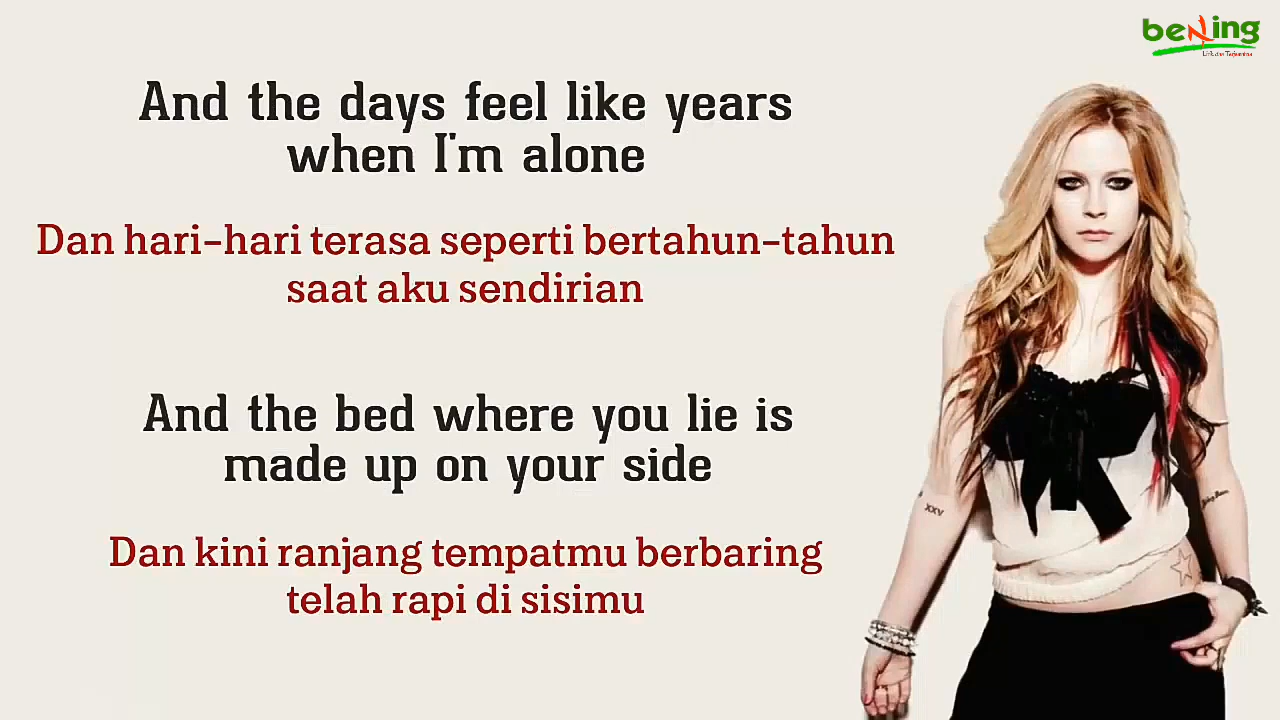 bening
Lirik dan Terjemahan
And the days feel like years
when I'm alone
Dan hari-hari terasa seperti bertahun-tahun
saat aku sendirian
And the bed where you lie is
made up on your side
Dan kini ranjang tempatmu berbaring
telah rapi di sisimu
XXV